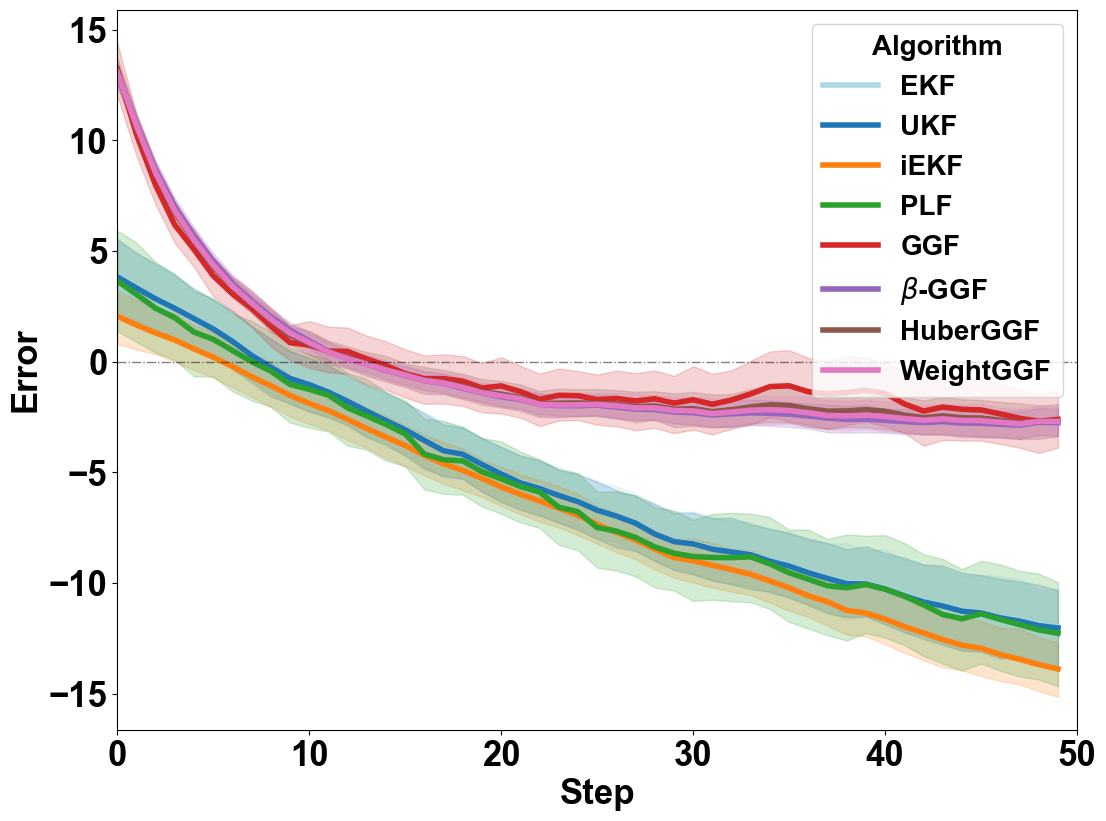 15
10
5
0
−5
−10
−15
Error
0
10
20
30
40
50
Step
Algorithm
EKF
UKF
iEKF
PLF
GGF
β-GGF
HuberGGF
WeightGGF